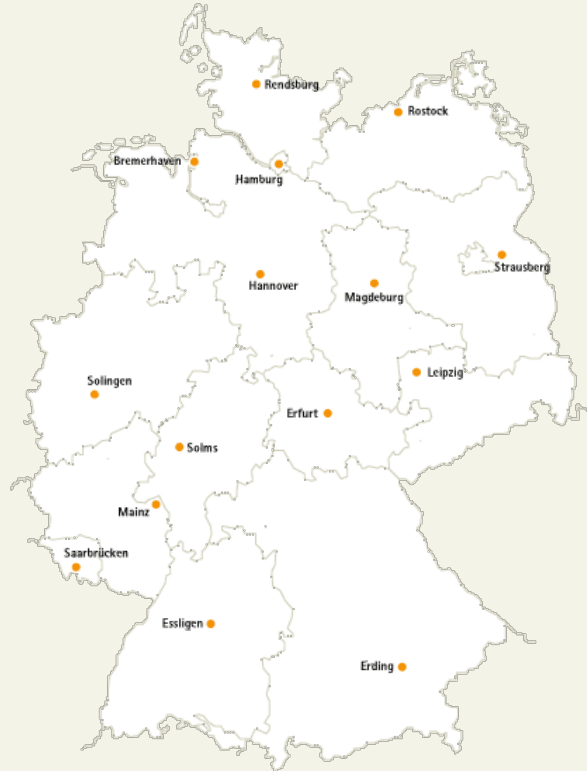 Rendsburg
Rostock
Bremerhaven
Hamburg
Strausberg
Hannover
Magdeburg
Leipzig
Solingen
Erfurt
Solms
Mainz
Saarbrücken
Essligen
Erding